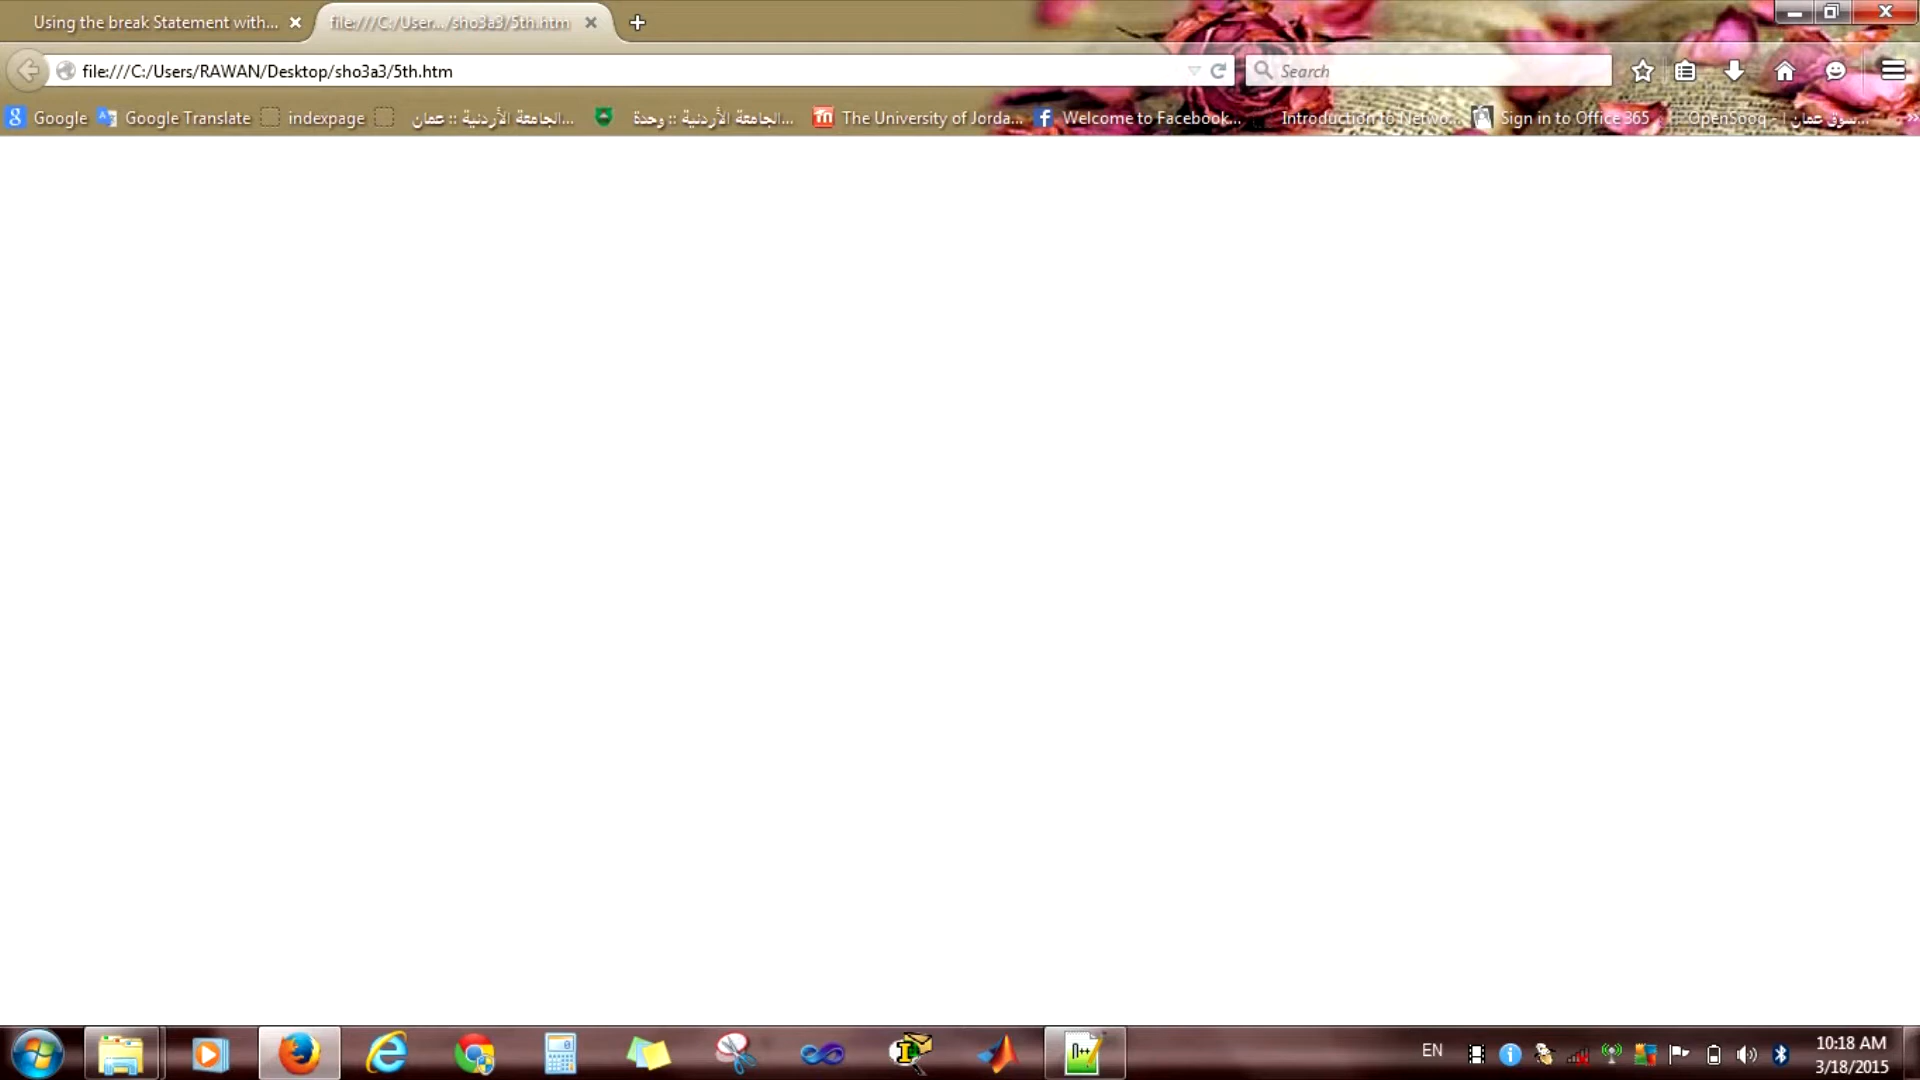 Using the break Statement with...
file:///C:/User.../sho3a3/5th.htm
file:///C:/Users/RAWAN/Desktop/sho3a3/5th.htm
Search
Google Google Translate indexpage الجامعة الأردنية :: عمان... الجامعة الأردنية :: وحدة... The University of Jorda... Welcome to Facebook... Introduction to Netwo... Sign in to Office 365 OpenSooq - سوق عمان...
EN
10:18 AM
3/18/2015